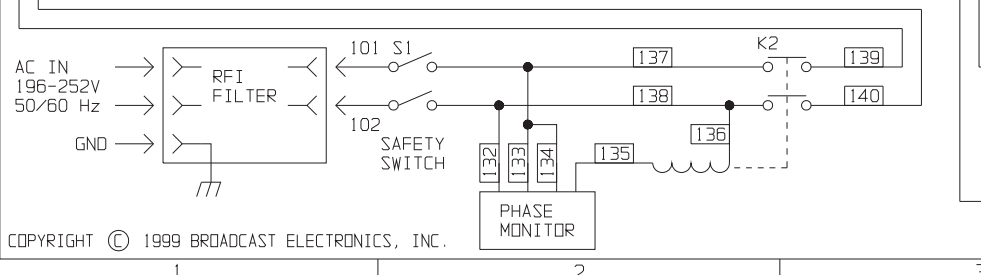 101 S1
K2
AC IN
196-252V
50/60 Hz
GND
RFI
FILTER
137
139
138
140
102
SAFETY
SWITCH
136
132
133
134
135
PHASE
MONITOR
COPYRIGHT © 1999 BROADCAST ELECTRONICS, INC.
1
2